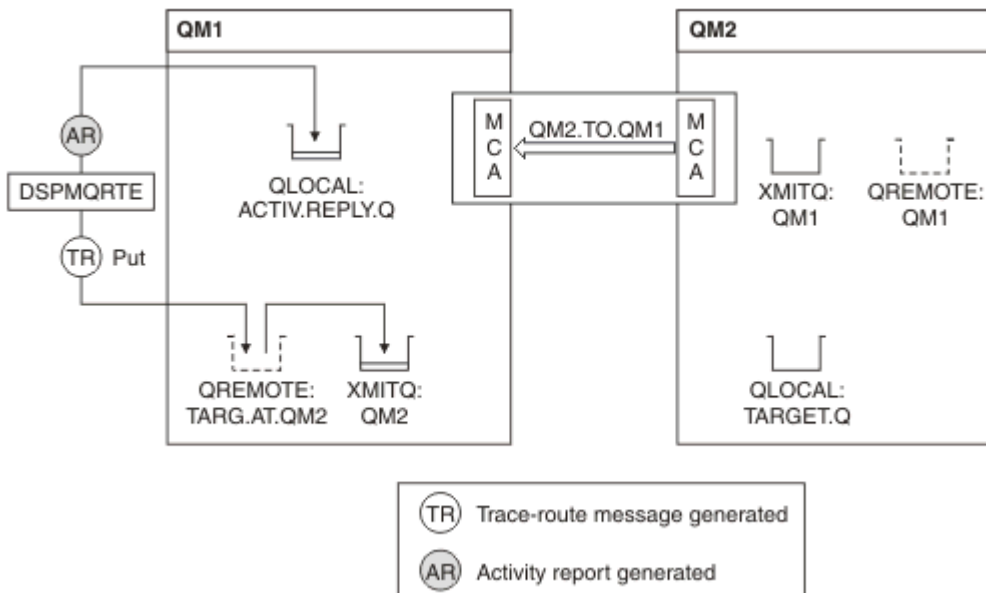 QM1
QM2
AR
M
C
A
QM2.TO.QM1
M
C
A
DSPMQRTE
QLOCAL:
ACTIV.REPLY.Q
XMITQ:
QM1
QREMOTE:
QM1
TR Put
QREMOTE:
TARG.AT.QM2
XMITQ:
QM2
QLOCAL:
TARGET.Q
TR Trace-route message generated
AR Activity report generated